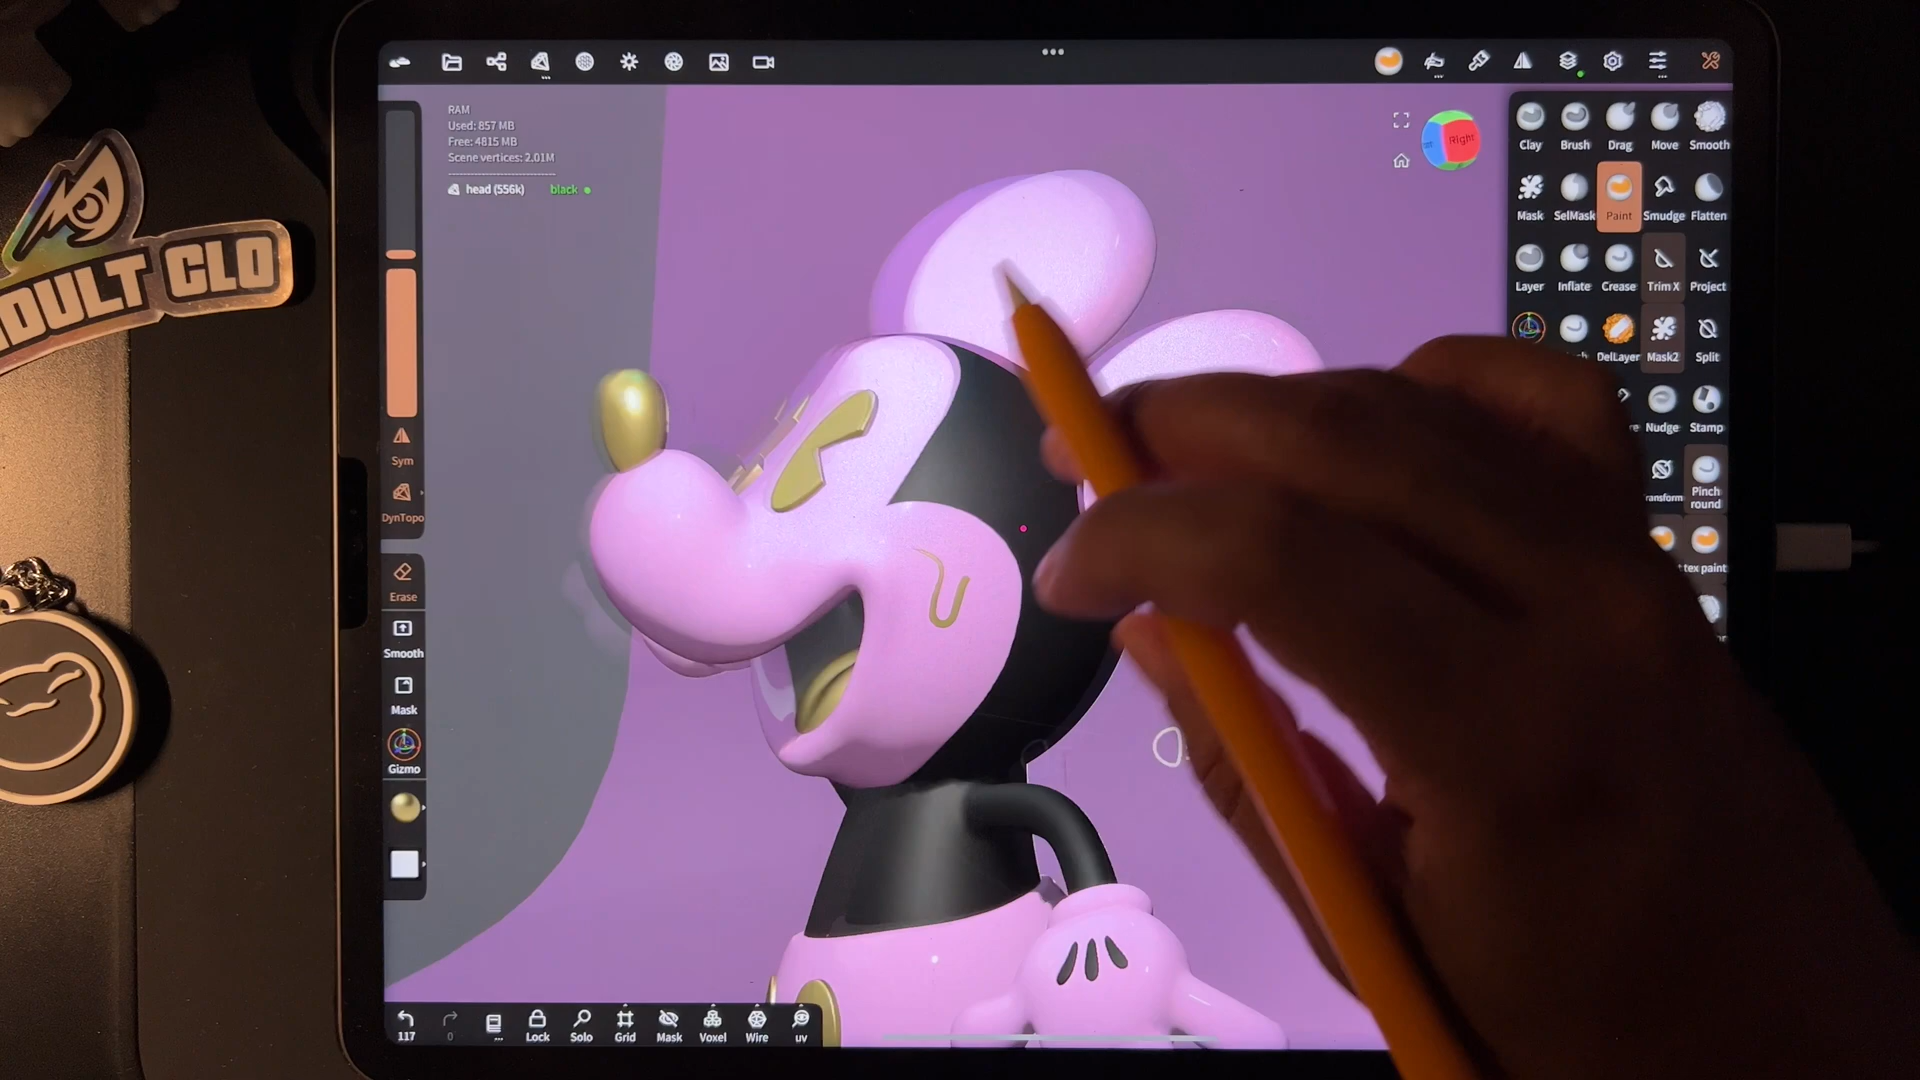 RAM
Used: 857 MB
Free: 4815 MB
Scene vertices: 2.01M
head (556k) black
Right
Clay Brush Drag Move Smooth
Mask SelMask Paint Smudge Flatten
Layer Inflate Crease Trim X Project
DelLayer Mask2 Split
Nudge Stamp
Pinch
round
tex paint
Sym
DynTopo
Erase
Smooth
Mask
Gizmo
117 0 Lock Solo Grid Mask Voxel Wire uv
DULT CLO